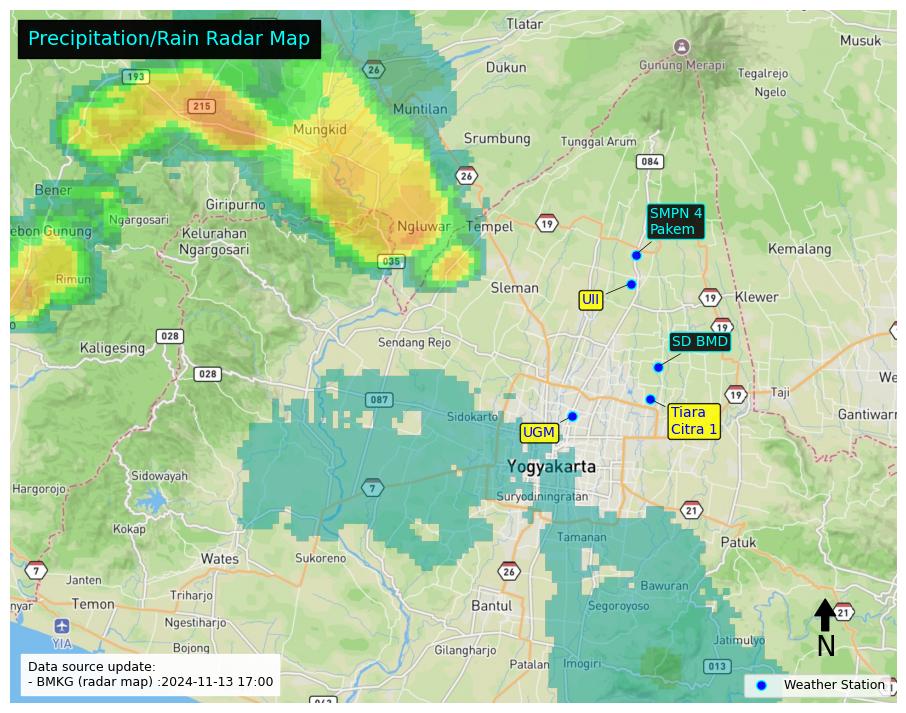 Precipitation/Rain Radar Map
Tlatar
Musuk
Gunung Merapi
26
Dukun
Tegalrejo
193
Ngelo
215
Muntilan
Mungkid
Srumbung
Tunggal Arum
084
26
Bener
Giripurno
SMPN 4
Pakem
Ngargosari
Ngluwar
Tempel
19
ebon Gunung
Kelurahan
Ngargosari
Kemalang
035
Rimun
Sleman
UII
19
Klewer
19
028
SD BMD
Kaligesing
Sendang Rejo
028
Taji
087
19
We
Sidokarto
Tiara
Citra 1
Gantiwarn
UGM
Yogyakarta
Sidowayah
Hargorojo
7
Suryodiningratan
21
Kokap
Tamanan
Patuk
Wates
Sukoreno
7
Janten
26
Bawuran
Temon
Triharjo
Bantul
Segoroyoso
21
nyar
Ngestiharjo
N
YIA
Bojong
Gilangharjo
Jatimulyo
Patalan
Imogiri
013
Data source update:
- BMKG (radar map) :2024-11-13 17:00
Weather Station